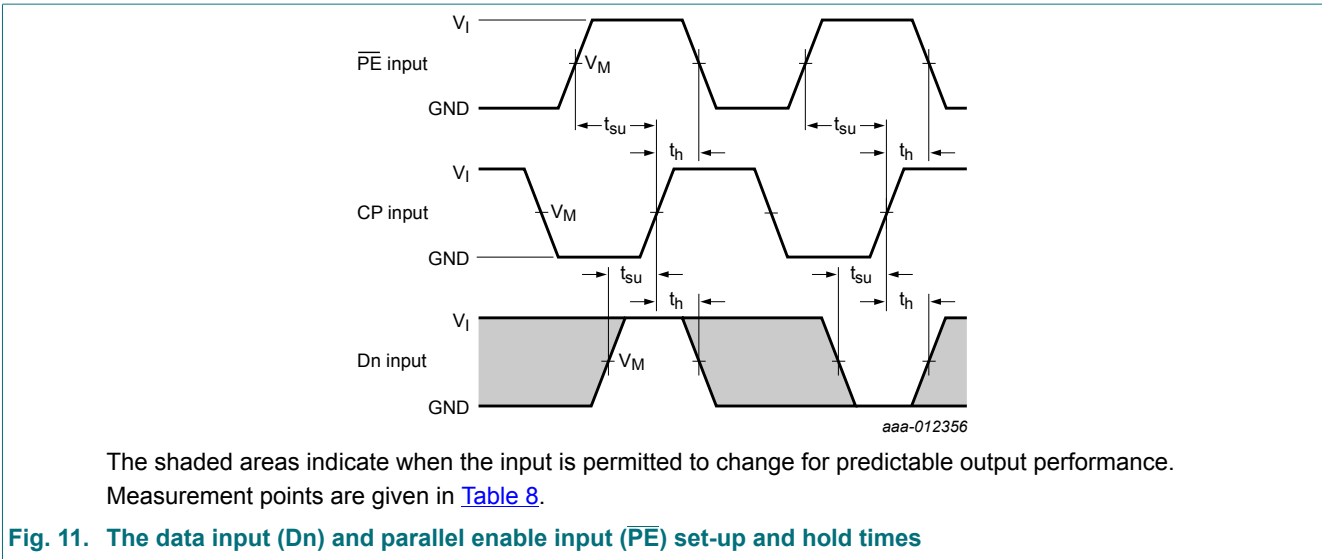 V_I
P̅E̅ input
V_M
GND
t_su
t_su
t_h
t_h
V_I
CP input
V_M
GND
t_su
t_su
t_h
t_h
V_I
Dn input
V_M
GND
aaa-012356
The shaded areas indicate when the input is permitted to change for predictable output performance.
Measurement points are given in Table 8.
Fig. 11. The data input (Dn) and parallel enable input (P̅E̅) set-up and hold times